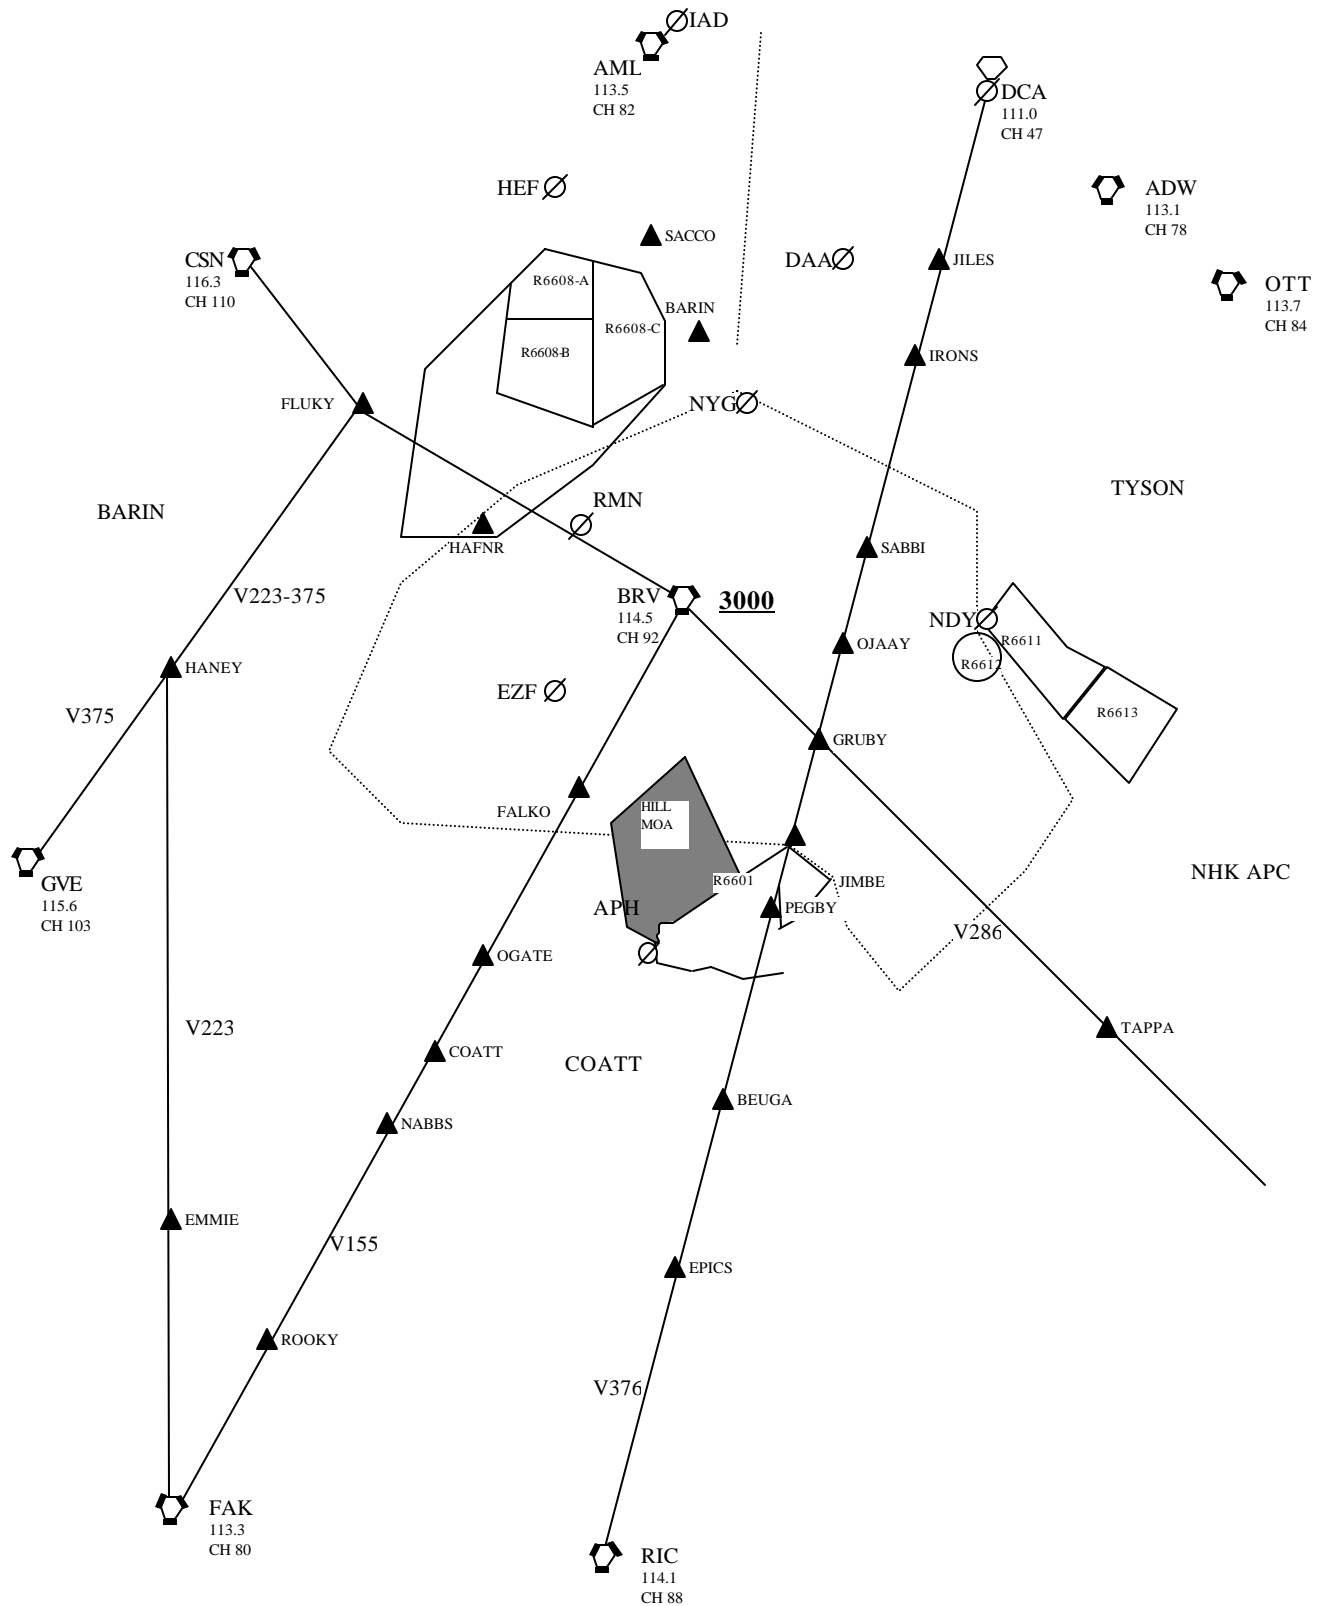 IAD
AML
113.5
CH 82
DCA
111.0
CH 47
HEF
ADW
113.1
CH 78
SACCO
CSN
116.3
CH 110
DAA
JILES
OTT
113.7
CH 84
R6608-A
BARIN
R6608-C
R6608-B
IRONS
FLUKY
NYG
TYSON
BARIN
RMN
HAFNR
SABBI
V223-375
BRV
114.5
CH 92
3000
NDY
R6611
OJAAY
R6612
HANEY
EZF
V375
R6613
GRUBY
HILL
MOA
FALKO
GVE
115.6
CH 103
R6601
JIMBE
NHK APC
APH
PEGBY
V286
OGATE
V223
TAPPA
COATT
COATT
BEUGA
NABBS
EMMIE
V155
EPICS
ROOKY
V376
FAK
113.3
CH 80
RIC
114.1
CH 88